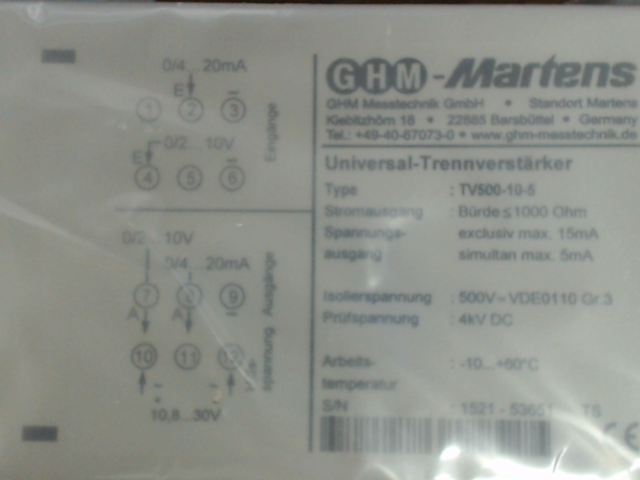 0/4...20mA
E
1 2 3
Eingänge
0/2...10V
E
4 5 6
0/2...10V
0/4...20mA
7 8 9
Ausgänge
A A
10 11 12
spannung
10,8...30V
GHM-Martens
GHM Messtechnik GmbH • Standort Martens
Kiebitzhörn 18 • 22885 Barsbüttel • Germany
Tel.: +49-40-67073-0 • www.ghm-messtechnik.de
Universal-Trennverstärker
Type : TV500-10-5
Stromausgang : Bürde ≤ 1000 Ohm
Spannungs- exclusiv max. 15mA
ausgang simultan max. 5mA
Isolierspannung : 500V~ VDE0110 Gr.3
Prüfspannung : 4kV DC
Arbeits- : -10...+60°C
temperatur
S/N : 1521 - 53651 TS
CE